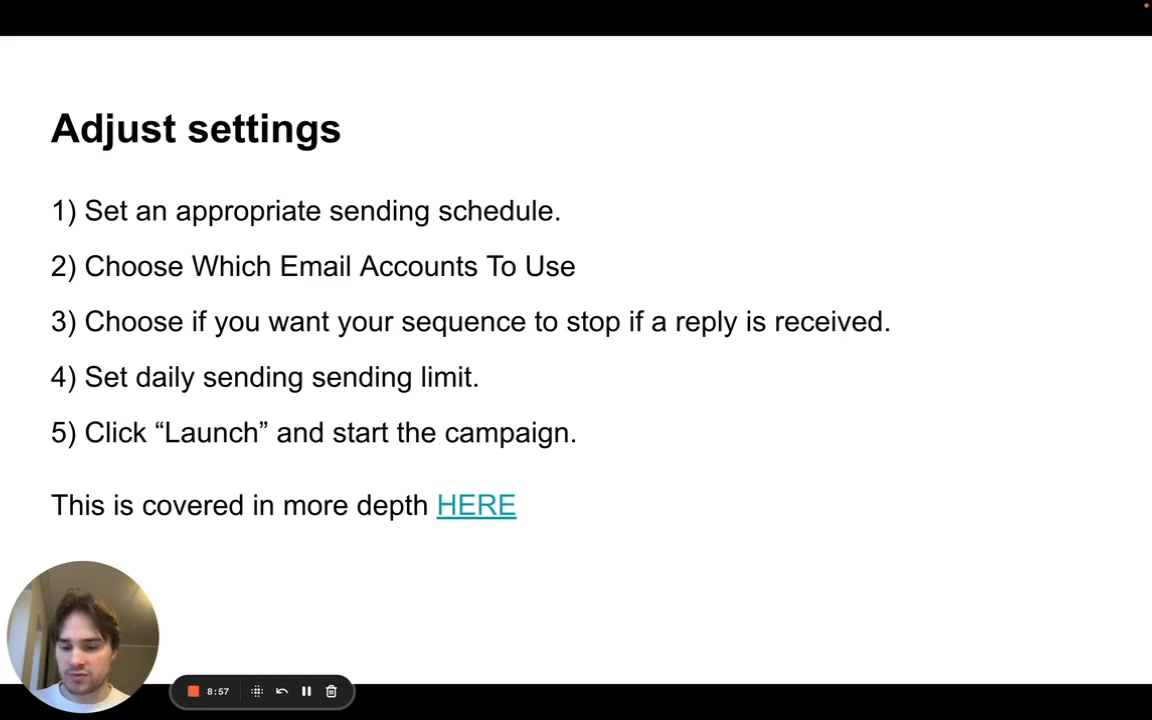 Adjust settings
1) Set an appropriate sending schedule.
2) Choose Which Email Accounts To Use
3) Choose if you want your sequence to stop if a reply is received.
4) Set daily sending sending limit.
5) Click “Launch” and start the campaign.
This is covered in more depth HERE
8:57